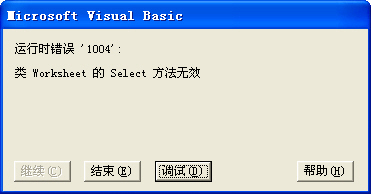 Microsoft Visual Basic
运行时错误 '1004':
类 Worksheet 的 Select 方法无效
继续(C) 结束(E) 调试(D) 帮助(H)